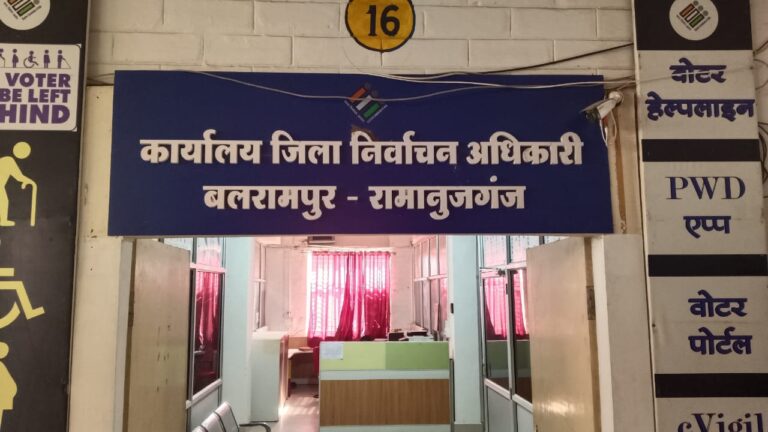 16
VOTER
BE LEFT
HIND
कार्यालय जिला निर्वाचन अधिकारी
बलरामपुर - रामानुजगंज
वोटर
हेल्पलाइन
PWD
एप्प
वोटर
पोर्टल
cVigil